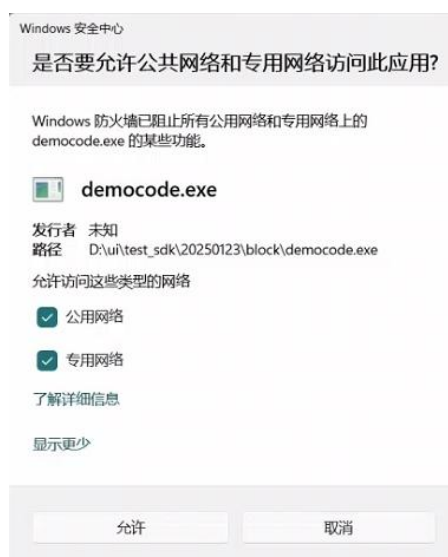 Windows 安全中心
是否要允许公共网络和专用网络访问此应用?
Windows 防火墙已阻止所有公用网络和专用网络上的
democode.exe 的某些功能。
democode.exe
发行者 未知
路径 D:\ui\test_sdk\20250123\block\democode.exe
允许访问这些类型的网络
公用网络
专用网络
了解详细信息
显示更少
允许 取消